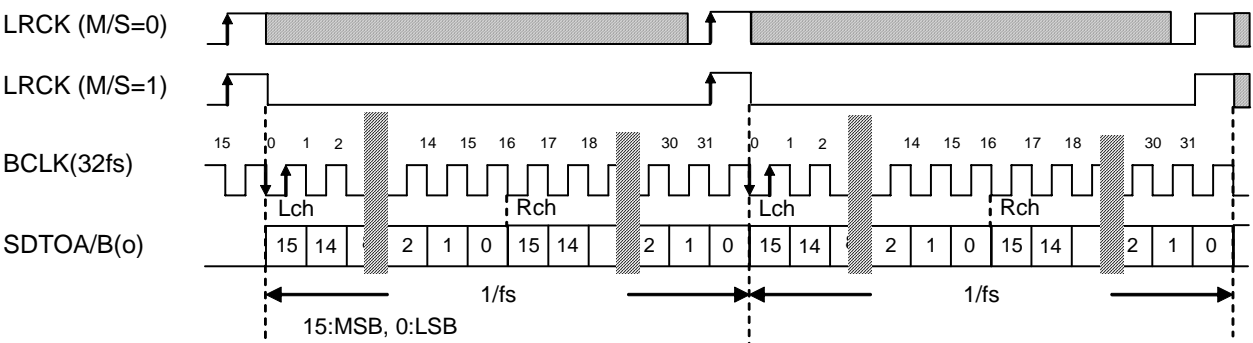 LRCK (M/S=0)
LRCK (M/S=1)
15 0 1 2 14 15 16 17 18 30 31 0 1 2 14 15 16 17 18 30 31
BCLK(32fs)
Lch Rch Lch Rch
SDTOA/B(o) 15 14 2 1 0 15 14 2 1 0 15 14 2 1 0 15 14 2 1 0
1/fs 1/fs
15:MSB, 0:LSB